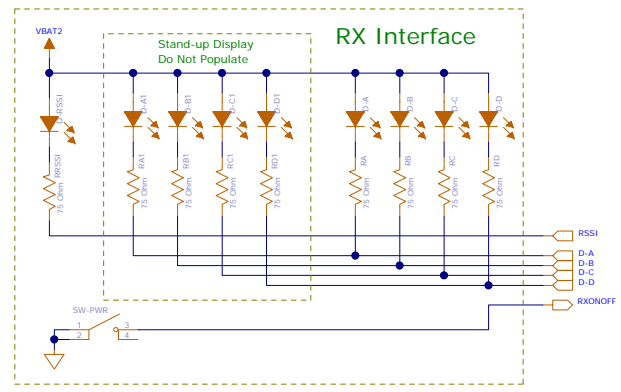 RX Interface
VBAT2
Stand-up Display
Do Not Populate
D-RSSI
D-A1
D-B1
D-C1
D-D1
D-A
D-B
D-C
D-D
RRSSI
75 Ohm
RA1
75 Ohm
RB1
75 Ohm
RC1
75 Ohm
RD1
75 Ohm
RA
75 Ohm
RB
75 Ohm
RC
75 Ohm
RD
75 Ohm
RSSI
D-A
D-B
D-C
D-D
RXONOFF
SW-PWR
1 3
2 4